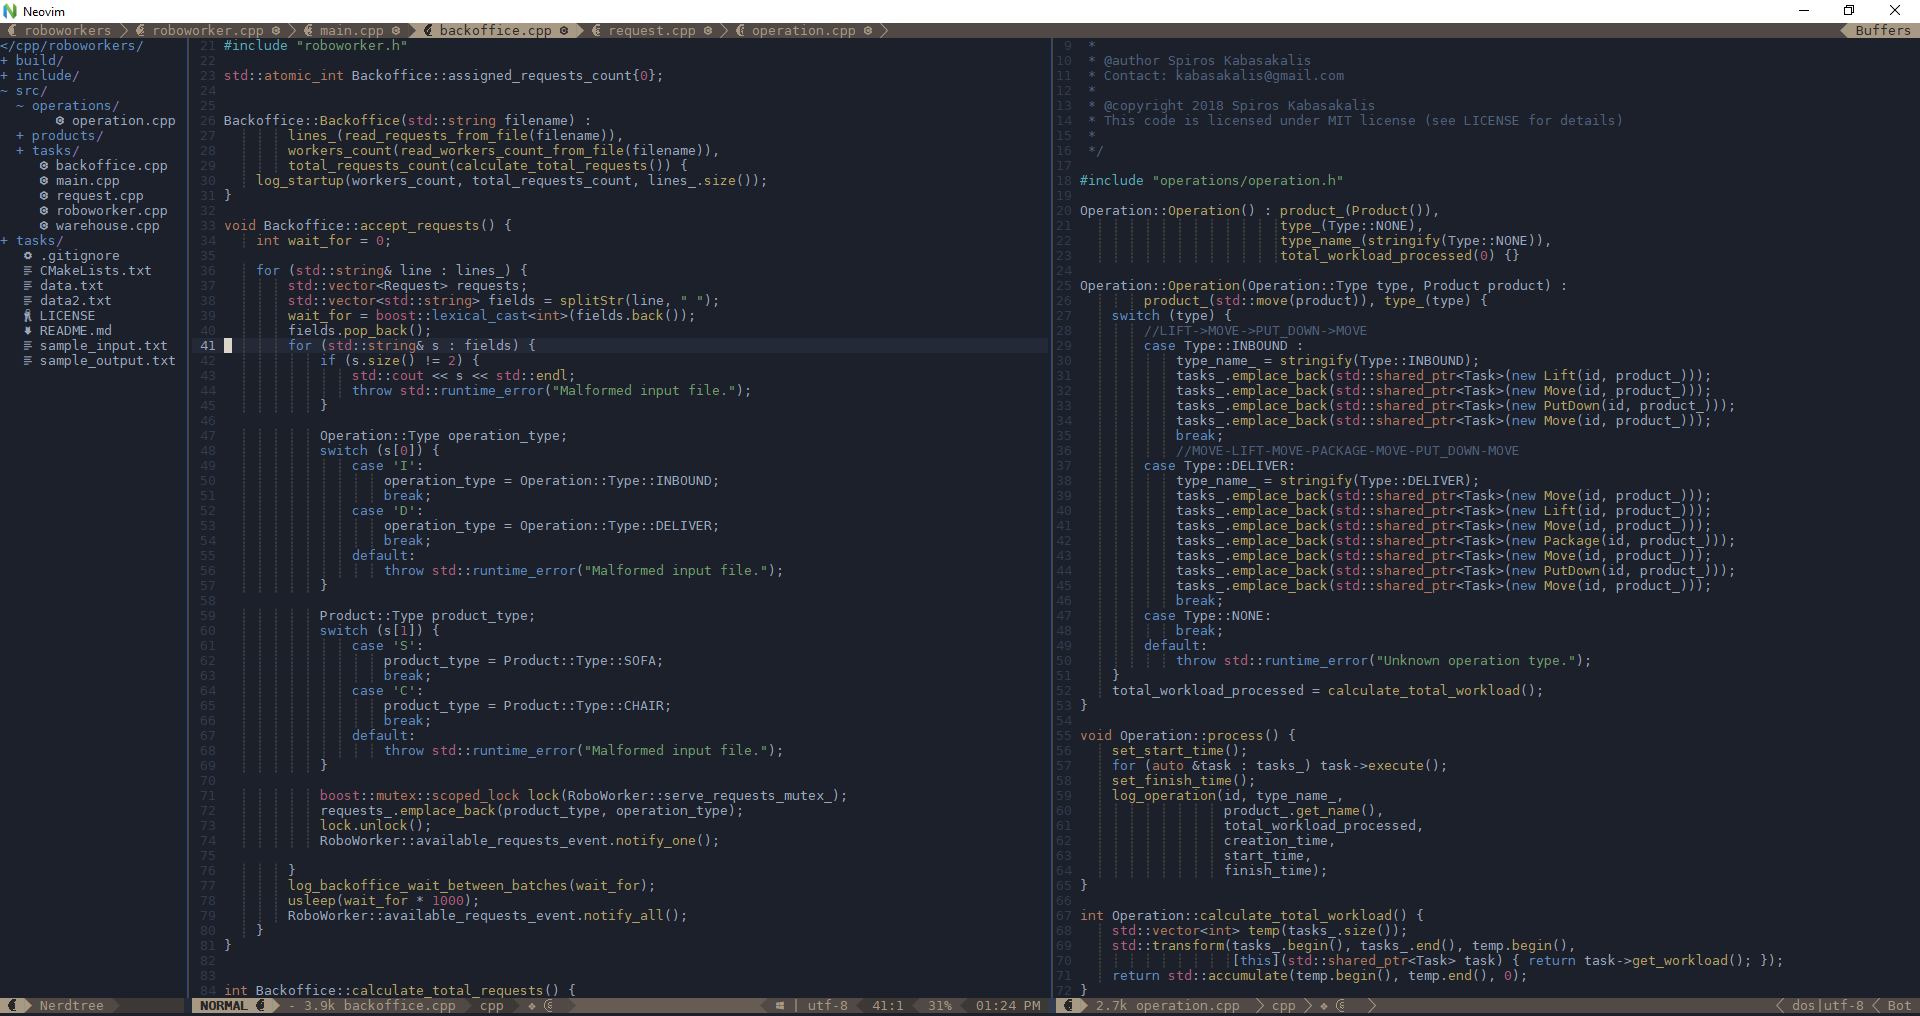 Neovim
roboworkers roboworker.cpp main.cpp backoffice.cpp request.cpp operation.cpp Buffers
</cpp/roboworkers/
+ build/
+ include/
~ src/
~ operations/
operation.cpp
+ products/
+ tasks/
backoffice.cpp
main.cpp
request.cpp
roboworker.cpp
warehouse.cpp
+ tasks/
.gitignore
CMakeLists.txt
data.txt
data2.txt
LICENSE
README.md
sample_input.txt
sample_output.txt
21 #include "roboworker.h"
22
23 std::atomic_int Backoffice::assigned_requests_count{0};
24
25
26 Backoffice::Backoffice(std::string filename) :
27 lines_(read_requests_from_file(filename)),
28 workers_count(read_workers_count_from_file(filename)),
29 total_requests_count(calculate_total_requests()) {
30 log_startup(workers_count, total_requests_count, lines_.size());
31 }
32
33 void Backoffice::accept_requests() {
34 int wait_for = 0;
35
36 for (std::string& line : lines_) {
37 std::vector<Request> requests;
38 std::vector<std::string> fields = splitStr(line, " ");
39 wait_for = boost::lexical_cast<int>(fields.back());
40 fields.pop_back();
41 for (std::string& s : fields) {
42 if (s.size() != 2) {
43 std::cout << s << std::endl;
44 throw std::runtime_error("Malformed input file.");
45 }
46
47 Operation::Type operation_type;
48 switch (s[0]) {
49 case 'I':
50 operation_type = Operation::Type::INBOUND;
51 break;
52 case 'D':
53 operation_type = Operation::Type::DELIVER;
54 break;
55 default:
56 throw std::runtime_error("Malformed input file.");
57 }
58
59 Product::Type product_type;
60 switch (s[1]) {
61 case 'S':
62 product_type = Product::Type::SOFA;
63 break;
64 case 'C':
65 product_type = Product::Type::CHAIR;
66 break;
67 default:
68 throw std::runtime_error("Malformed input file.");
69 }
70
71 boost::mutex::scoped_lock lock(RoboWorker::serve_requests_mutex_);
72 requests_.emplace_back(product_type, operation_type);
73 lock.unlock();
74 RoboWorker::available_requests_event.notify_one();
75
76 }
77 log_backoffice_wait_between_batches(wait_for);
78 usleep(wait_for * 1000);
79 RoboWorker::available_requests_event.notify_all();
80 }
81 }
82
83
84 int Backoffice::calculate_total_requests() {
9 *
10 * @author Spiros Kabasakalis
11 * Contact: kabasakalis@gmail.com
12 *
13 * @copyright 2018 Spiros Kabasakalis
14 * This code is licensed under MIT license (see LICENSE for details)
15 *
16 */
17
18 #include "operations/operation.h"
19
20 Operation::Operation() : product_(Product()),
21 type_(Type::NONE),
22 type_name_(stringify(Type::NONE)),
23 total_workload_processed(0) {}
24
25 Operation::Operation(Operation::Type type, Product product) :
26 product_(std::move(product)), type_(type) {
27 switch (type) {
28 //LIFT->MOVE->PUT_DOWN->MOVE
29 case Type::INBOUND :
30 type_name_ = stringify(Type::INBOUND);
31 tasks_.emplace_back(std::shared_ptr<Task>(new Lift(id, product_)));
32 tasks_.emplace_back(std::shared_ptr<Task>(new Move(id, product_)));
33 tasks_.emplace_back(std::shared_ptr<Task>(new PutDown(id, product_)));
34 tasks_.emplace_back(std::shared_ptr<Task>(new Move(id, product_)));
35 break;
36 //MOVE-LIFT-MOVE-PACKAGE-MOVE-PUT_DOWN-MOVE
37 case Type::DELIVER:
38 type_name_ = stringify(Type::DELIVER);
39 tasks_.emplace_back(std::shared_ptr<Task>(new Move(id, product_)));
40 tasks_.emplace_back(std::shared_ptr<Task>(new Lift(id, product_)));
41 tasks_.emplace_back(std::shared_ptr<Task>(new Move(id, product_)));
42 tasks_.emplace_back(std::shared_ptr<Task>(new Package(id, product_)));
43 tasks_.emplace_back(std::shared_ptr<Task>(new Move(id, product_)));
44 tasks_.emplace_back(std::shared_ptr<Task>(new PutDown(id, product_)));
45 tasks_.emplace_back(std::shared_ptr<Task>(new Move(id, product_)));
46 break;
47 case Type::NONE:
48 break;
49 default:
50 throw std::runtime_error("Unknown operation type.");
51 }
52 total_workload_processed = calculate_total_workload();
53 }
54
55 void Operation::process() {
56 set_start_time();
57 for (auto &task : tasks_) task->execute();
58 set_finish_time();
59 log_operation(id, type_name_,
60 product_.get_name(),
61 total_workload_processed,
62 creation_time,
63 start_time,
64 finish_time);
65 }
66
67 int Operation::calculate_total_workload() {
68 std::vector<int> temp(tasks_.size());
69 std::transform(tasks_.begin(), tasks_.end(), temp.begin(),
70 [this](std::shared_ptr<Task> task) { return task->get_workload(); });
71 return std::accumulate(temp.begin(), temp.end(), 0);
72 }
Nerdtree NORMAL - 3.9k backoffice.cpp cpp | utf-8 41:1 31% 01:24 PM 2.7k operation.cpp cpp dos|utf-8 Bot